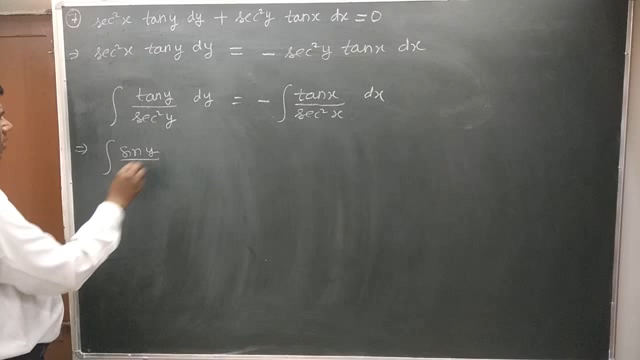 ⑦ sec²x tany dy + sec²y tanx dx = 0
⇒ sec²x tany dy = - sec²y tanx dx
∫ tany/sec²y dy = - ∫ tanx/sec²x dx
⇒ ∫ siny